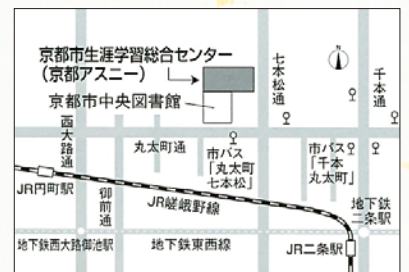 京都市生涯学習総合センター
（京都アスニー）
京都市中央図書館
N
七本松通
千本通
西大路通
丸太町通
市バス
「丸太町
七本松」
市バス
「千本
丸太町」
JR円町駅
御前通
JR嵯峨野線
地下鉄
二条駅
地下鉄西大路御池駅
地下鉄東西線
JR二条駅